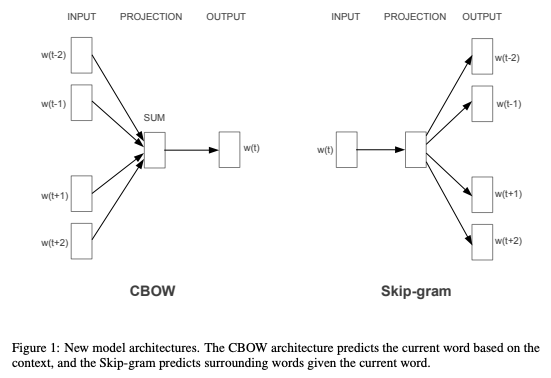 INPUT PROJECTION OUTPUT
w(t-2)
w(t-1)
SUM
w(t)
w(t+1)
w(t+2)
CBOW
INPUT PROJECTION OUTPUT
w(t-2)
w(t-1)
w(t)
w(t+1)
w(t+2)
Skip-gram
Figure 1: New model architectures. The CBOW architecture predicts the current word based on the
context, and the Skip-gram predicts surrounding words given the current word.